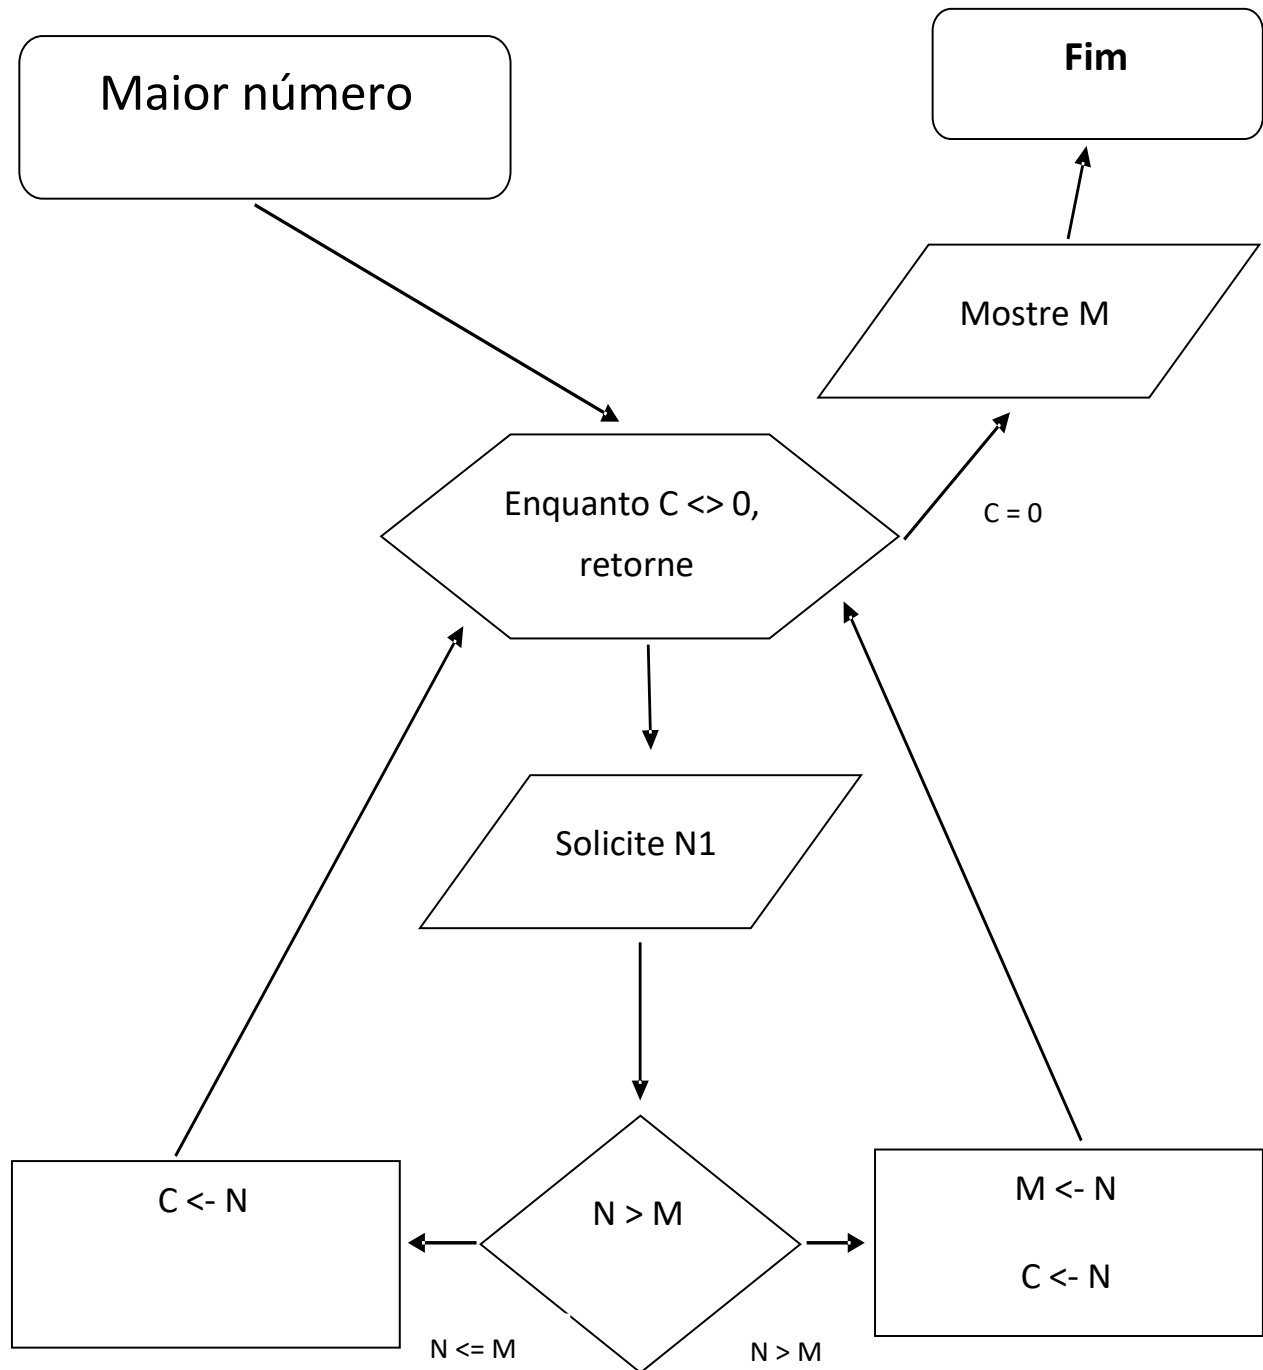 Maior número
Fim
Mostre M
Enquanto C <> 0,
retorne
C = 0
Solicite N1
C <- N
N > M
M <- N
C <- N
N <= M
N > M